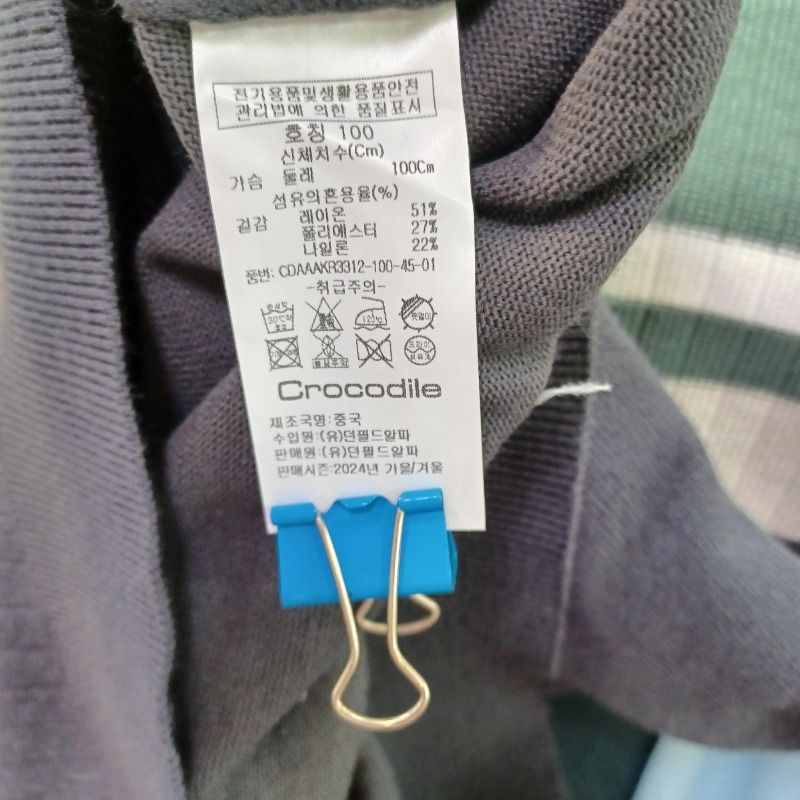 전기용품및생활용품안전
관리법에 의한 품질표시
호칭 100
신체치수(Cm)
가슴 둘레 100Cm
섬유의혼용율(%)
겉감 레이온 51%
폴리에스터 27%
나일론 22%
품번: CDAAAKR3312-100-45-01
-취급주의-
30℃
120℃
Crocodile
제조국명:중국
수입원:(유)던필드알파
판매원:(유)던필드알파
판매시즌:2024년 가을/겨울